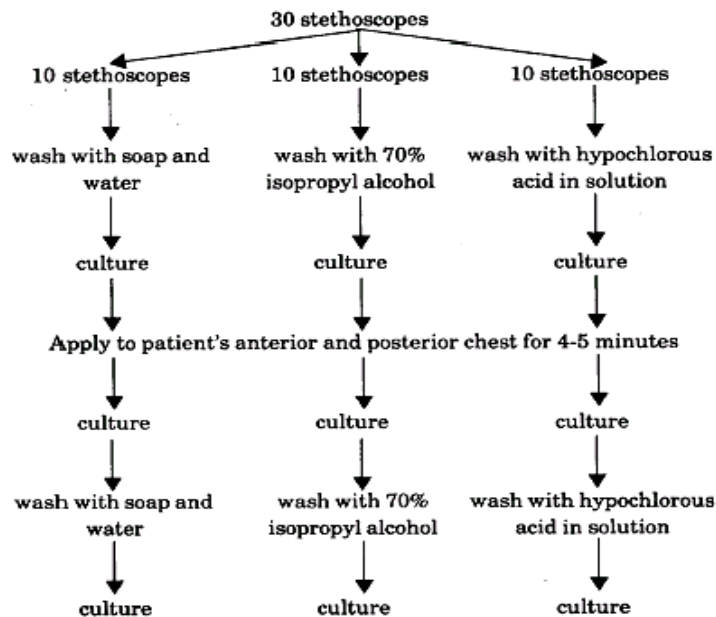 30 stethoscopes
10 stethoscopes 10 stethoscopes 10 stethoscopes
wash with soap and
water
wash with 70%
isopropyl alcohol
wash with hypochlorous
acid in solution
culture culture culture
Apply to patient's anterior and posterior chest for 4-5 minutes
culture culture culture
wash with soap and
water
wash with 70%
isopropyl alcohol
wash with hypochlorous
acid in solution
culture culture culture